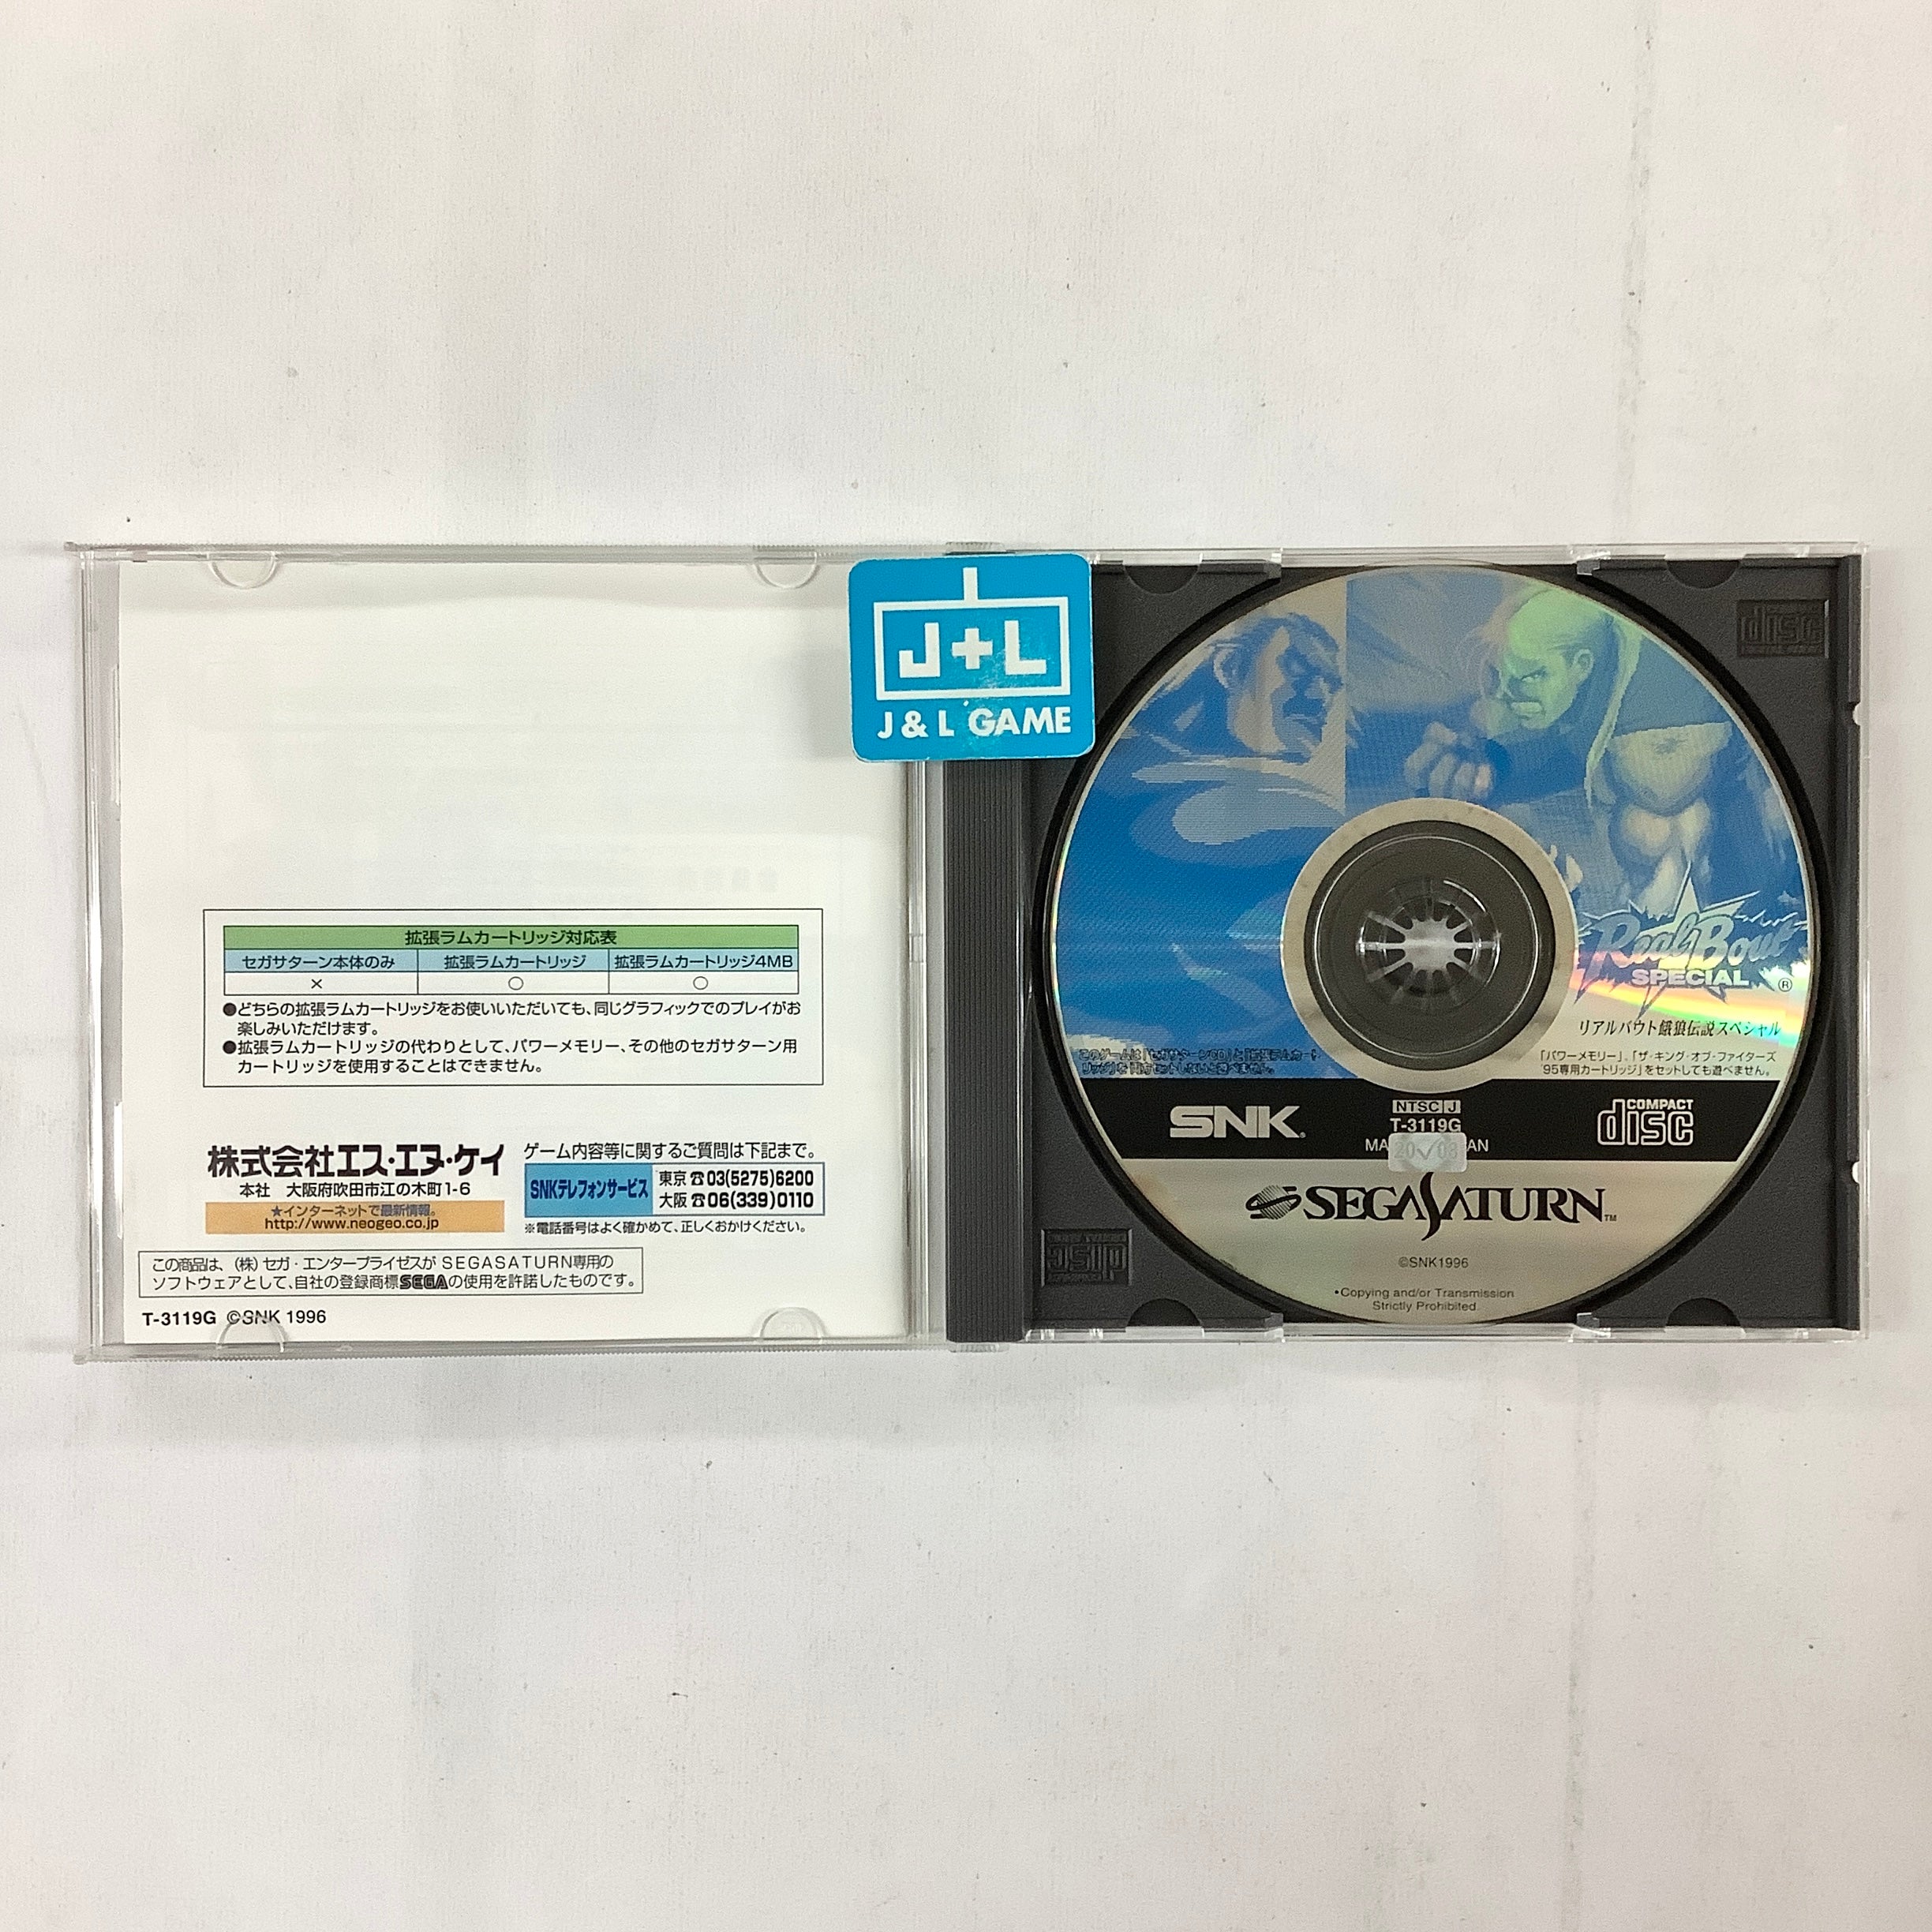 J+L
J & L GAME
拡張ラムカートリッジ対応表
セガサターン本体のみ 拡張ラムカートリッジ 拡張ラムカートリッジ4MB
× ○ ○
●どちらの拡張ラムカートリッジをお使いいただいても、同じグラフィックでのプレイがお
楽しみいただけます。
●拡張ラムカートリッジの代わりとして、パワーメモリー、その他のセガサターン用
カートリッジを使用することはできません。
株式会社エス・エヌ・ケイ
本社 大阪府吹田市江の木町1-6
★インターネットで最新情報。
http://www.neogeo.co.jp
ゲーム内容等に関するご質問は下記まで。
SNKテレフォンサービス
東京☎03(5275)6200
大阪☎06(339)0110
※電話番号はよく確かめて、正しくおかけください。
この商品は、(株)セガ・エンタープライゼスがSEGASATURN専用の
ソフトウェアとして、自社の登録商標SEGAの使用を許諾したものです。
T-3119G ©SNK 1996
disc
Real Bout
SPECIAL ®
リアルバウト餓狼伝説スペシャル
「パワーメモリー」、「ザ・キング・オブ・ファイターズ
'95専用カートリッジ」をセットしても遊べません。
SNK®
NTSC J
T-3119G
20 03
COMPACT
disc
SEGA SATURN™
©SNK1996
•Copying and/or Transmission
Strictly Prohibited.
disc